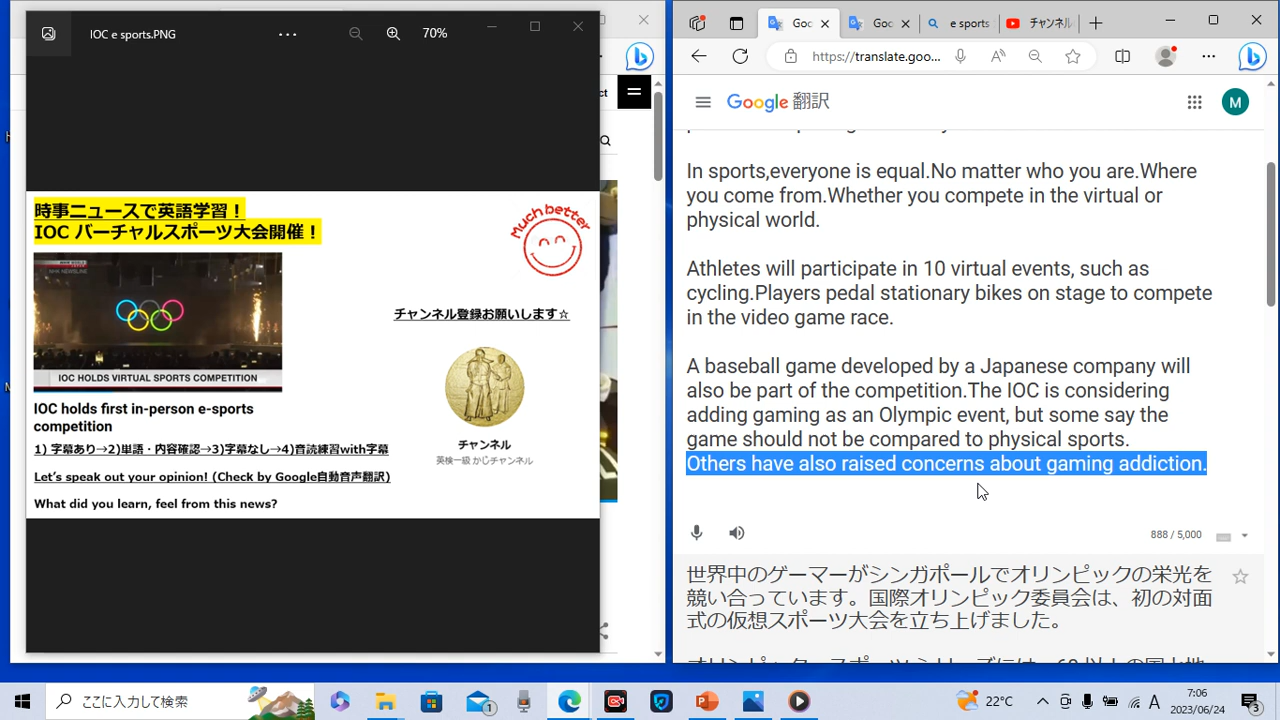 IOC e sports.PNG
70%
ct
時事ニュースで英語学習！
IOC バーチャルスポーツ大会開催！
Much better
NHK NEWSLINE
IOC HOLDS VIRTUAL SPORTS COMPETITION
チャンネル登録お願いします☆
IOC holds first in-person e-sports
competition
チャンネル
英検一級 かじチャンネル
1) 字幕あり→2)単語・内容確認→3)字幕なし→4)音読練習with字幕
Let's speak out your opinion! (Check by Google自動音声翻訳)
What did you learn, feel from this news?
Goo
Goo
e sports
チャンネル
https://translate.goo...
Google 翻訳
M
In sports,everyone is equal.No matter who you are.Where
you come from.Whether you compete in the virtual or
physical world.
Athletes will participate in 10 virtual events, such as
cycling.Players pedal stationary bikes on stage to compete
in the video game race.
A baseball game developed by a Japanese company will
also be part of the competition.The IOC is considering
adding gaming as an Olympic event, but some say the
game should not be compared to physical sports.
Others have also raised concerns about gaming addiction.
888 / 5,000
世界中のゲーマーがシンガポールでオリンピックの栄光を
競い合っています。国際オリンピック委員会は、初の対面
式の仮想スポーツ大会を立ち上げました。
ここに入力して検索
1
22°C
A
7:06
2023/06/24
3